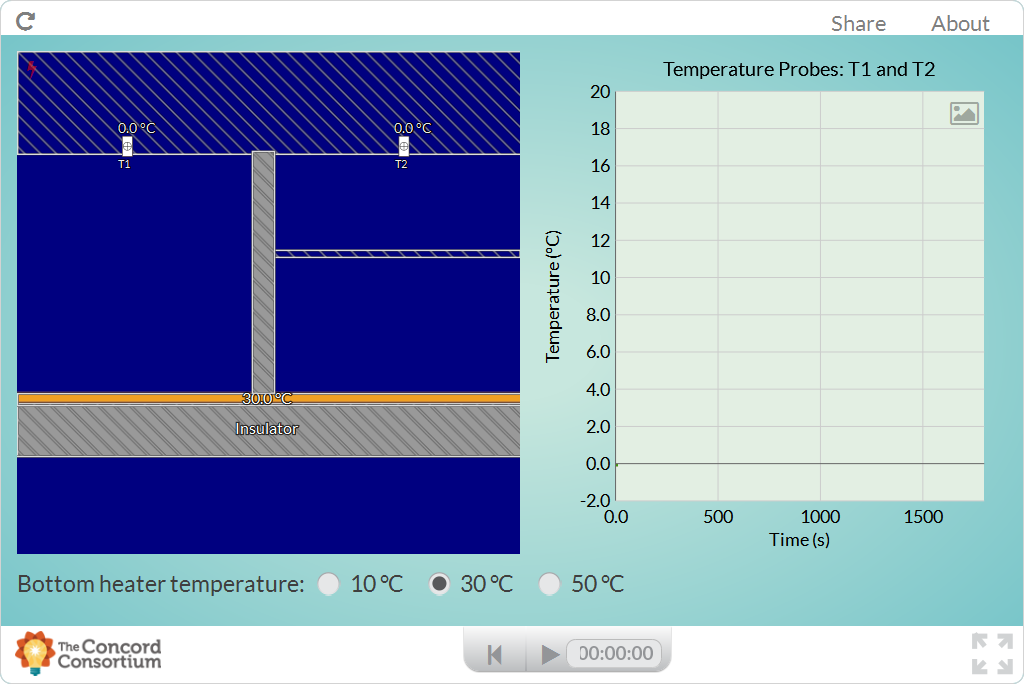 Share About
Temperature Probes: T1 and T2
0.0 °C 0.0 °C
T1 T2
30.0 °C
Insulator
20
18
16
14
12
10
8.0
6.0
4.0
2.0
0.0
-2.0
Temperature (°C)
0.0 500 1000 1500
Time (s)
Bottom heater temperature: 10 °C 30 °C 50 °C
The Concord
Consortium
00:00:00